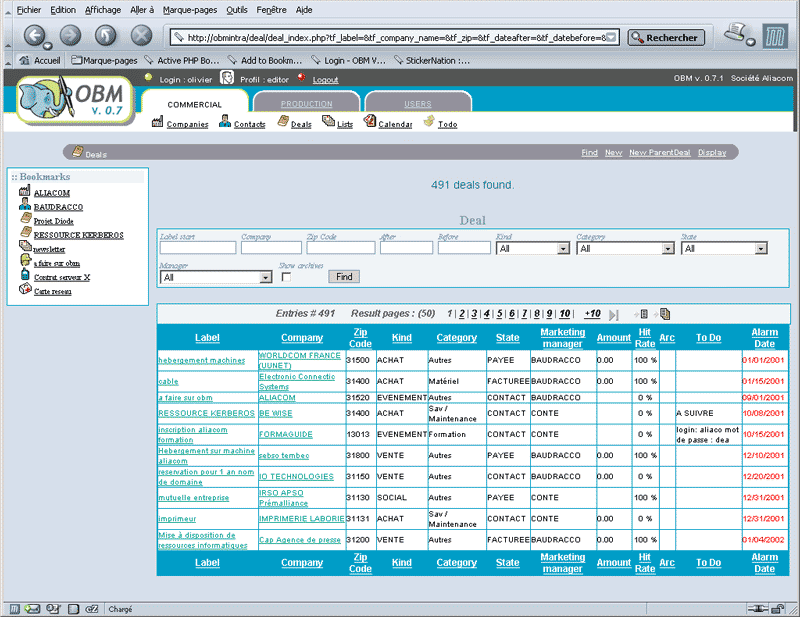 Fichier Edition Affichage Aller à Marque-pages Outils Fenêtre Aide
http://obmintra/deal/deal_index.php?tf_label=&tf_company_name=&tf_zip=&tf_dateafter=&tf_datebefore=& Rechercher
Accueil Marque-pages Active PHP Bo... Add to Bookm... Login - OBM V... StickerNation :...
Login : olivier Profil : editor Logout OBM v. 0.7.1 Société Aliacom
OBM v. 0.7
COMMERCIAL PRODUCTION USERS
Companies Contacts Deals Lists Calendar Todo
Deals Find New New ParentDeal Display
:: Bookmarks
ALIACOM
BAUDRACCO
Projet Diode
RESSOURCE KERBEROS
newsletter
a faire sur obm
Contrat serveur X
Carte reseau
491 deals found.
Deal
Label start Company Zip Code After Before Kind Category State
All All All
Manager Show archives
All Find
Entries # 491 Result pages : (50) 1 | 2 | 3 | 4 | 5 | 6 | 7 | 8 | 9 | 10 | +10
Label Company Zip Code Kind Category State Marketing manager Amount Hit Rate Arc To Do Alarm Date
hebergement machines WORLDCOM FRANCE (UUNET) 31500 ACHAT Autres PAYEE BAUDRACCO 0.00 100 % 01/01/2001
cable Electronic Connectic Systems 31400 ACHAT Matériel FACTUREE BAUDRACCO 0.00 100 % 01/15/2001
a faire sur obm ALIACOM 31520 EVENEMENT Autres CONTACT BAUDRACCO 0 % 09/01/2001
RESSOURCE KERBEROS BE WISE 31400 ACHAT Sav / Maintenance CONTACT CONTE 0 % A SUIVRE 10/08/2001
inscription aliacom formation FORMAGUIDE 13013 EVENEMENT Formation CONTACT CONTE 0.00 0 % login: aliaco mot de passe : dea 10/15/2001
Hebergement sur machine aliacom sebso tembec 31800 VENTE Autres PAYEE BAUDRACCO 0.00 100 % 12/10/2001
reservation pour 1 an nom de domaine IO TECHNOLOGIES 31150 VENTE Autres CONTACT BAUDRACCO 0.00 0 % 12/20/2001
mutuelle entreprise IRSO APSO Prémalliance 31130 SOCIAL Autres PAYEE CONTE 0.00 100 % 12/31/2001
imprimeur IMPRIMERIE LABORIE 31131 ACHAT Sav / Maintenance CONTACT CONTE 0.00 0 % 12/31/2001
Mise à disposition de ressources informatiques Cap Agence de presse 31200 VENTE Autres FACTUREE BAUDRACCO 0.00 100 % 01/04/2002
Label Company Zip Code Kind Category State Marketing manager Amount Hit Rate Arc To Do Alarm Date
Chargé